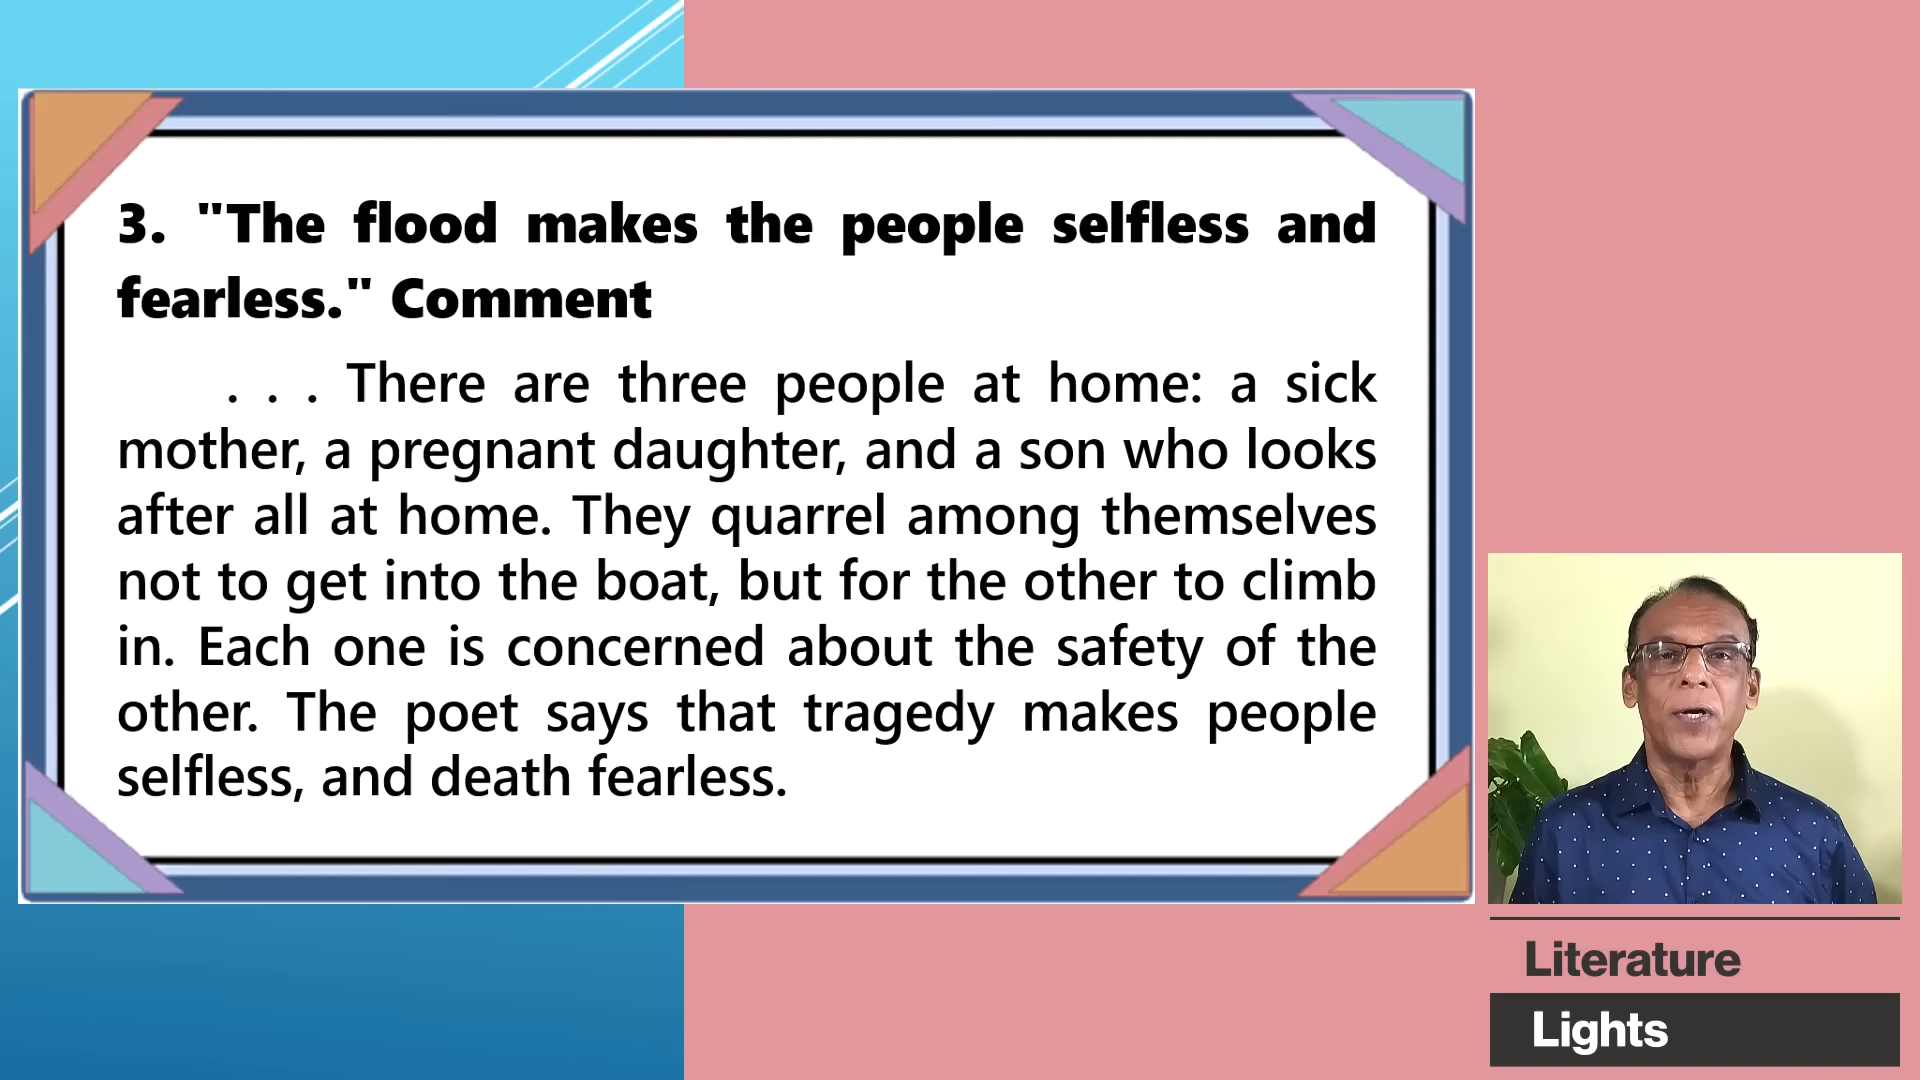 3. "The flood makes the people selfless and
fearless." Comment
. . . There are three people at home: a sick
mother, a pregnant daughter, and a son who looks
after all at home. They quarrel among themselves
not to get into the boat, but for the other to climb
in. Each one is concerned about the safety of the
other. The poet says that tragedy makes people
selfless, and death fearless.
Literature
Lights